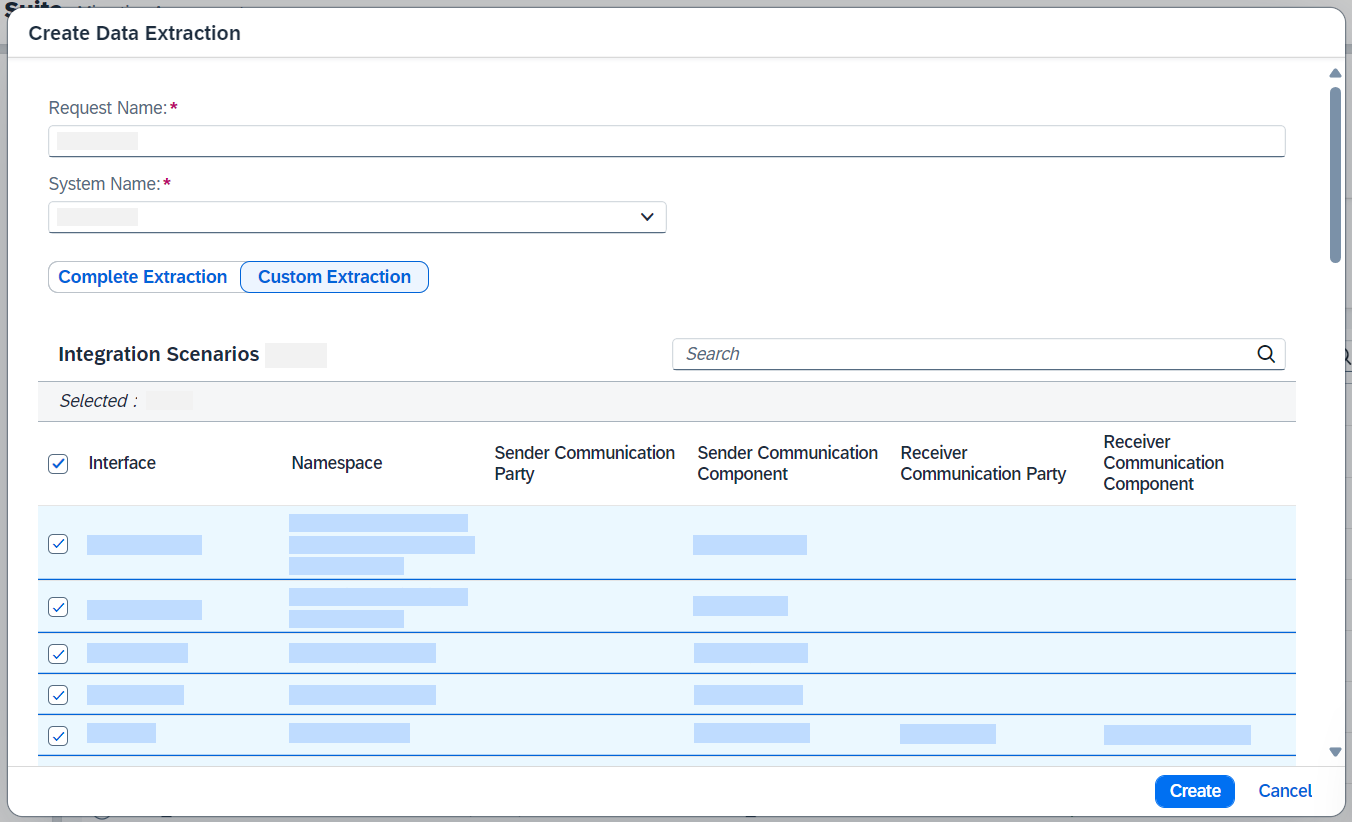 Create Data Extraction
Request Name:*
System Name:*
Complete Extraction
Custom Extraction
Integration Scenarios
Search
Selected :
Interface
Namespace
Sender Communication
Party
Sender Communication
Component
Receiver
Communication Party
Receiver
Communication
Component
Create
Cancel